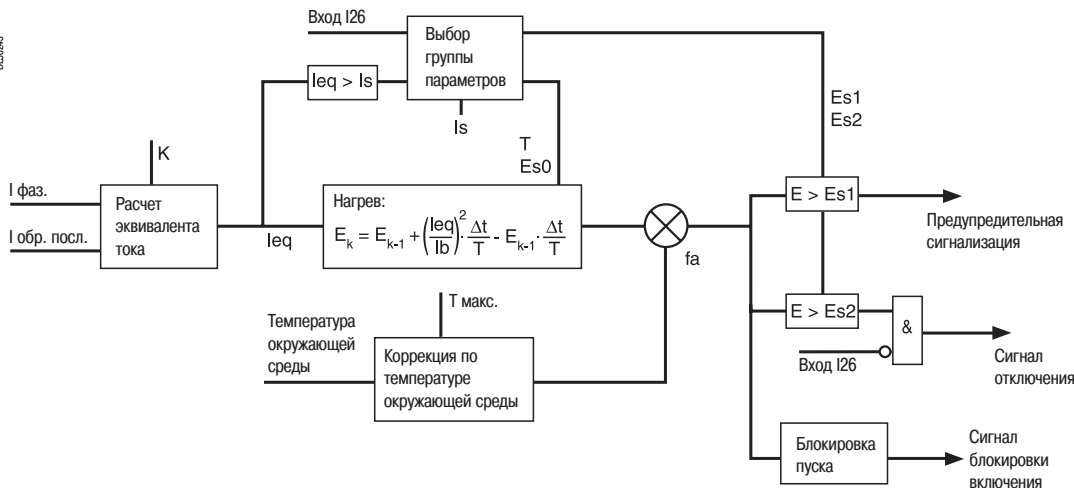 Вход I26
Выбор
группы
параметров
Ieq > Is
Is
Es1
Es2
K
T
Es0
I фаз.
I обр. посл.
Расчет
эквивалента
тока
Ieq
Нагрев:
E_k = E_{k-1} + (Ieq/Ib)^2 · Δt/T - E_{k-1} · Δt/T
fa
E > Es1
Предупредительная
сигнализация
T макс.
Температура
окружающей
среды
Коррекция по
температуре
окружающей среды
E > Es2
&
Вход I26
Сигнал
отключения
Блокировка
пуска
Сигнал
блокировки
включения